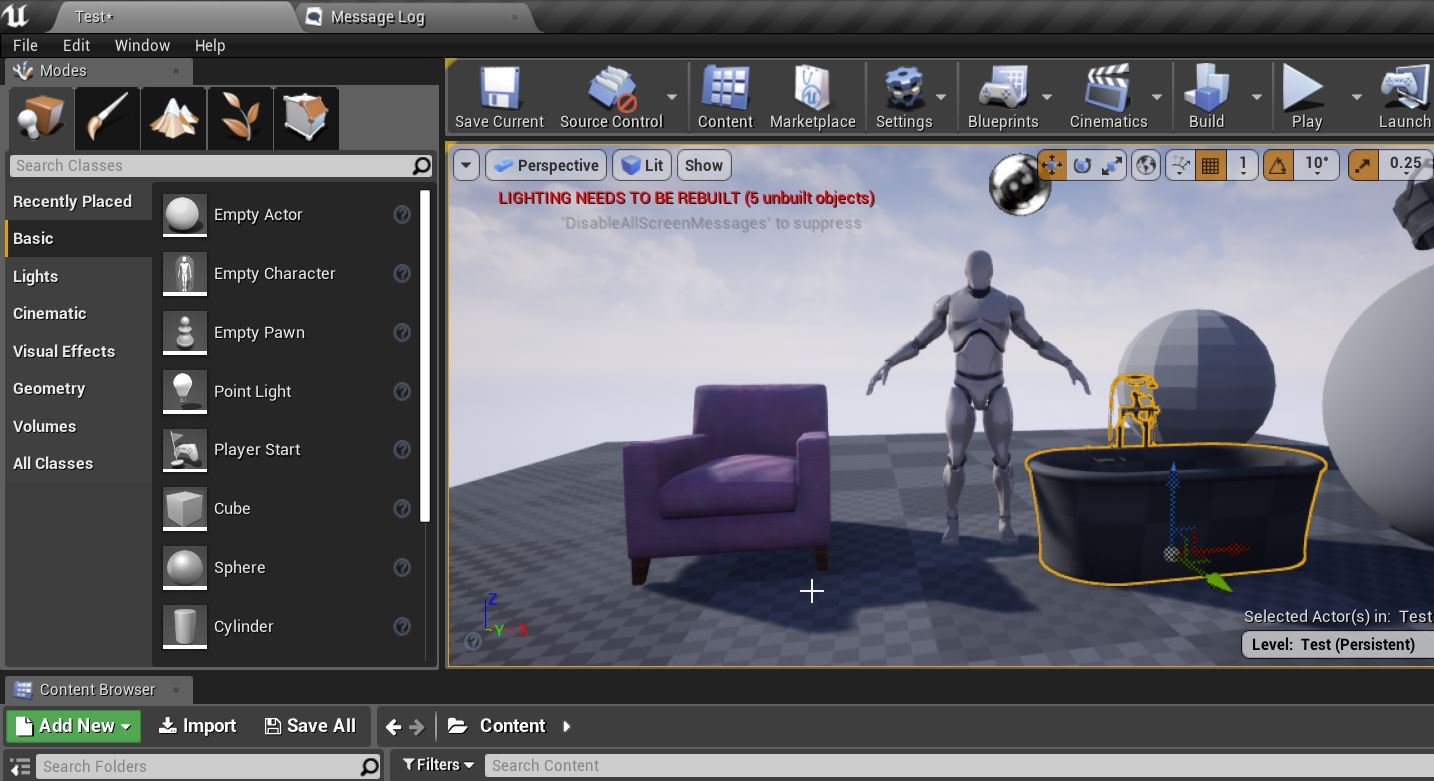 Test*
Message Log
File Edit Window Help
Modes
Save Current
Source Control
Content
Marketplace
Settings
Blueprints
Cinematics
Build
Play
Launch
Search Classes
Recently Placed
Basic
Lights
Cinematic
Visual Effects
Geometry
Volumes
All Classes
Empty Actor
Empty Character
Empty Pawn
Point Light
Player Start
Cube
Sphere
Cylinder
Perspective
Lit
Show
1
10°
0.25
LIGHTING NEEDS TO BE REBUILT (5 unbuilt objects)
'DisableAllScreenMessages' to suppress
Z
Y
X
Selected Actor(s) in: Test
Level: Test (Persistent)
Content Browser
Add New
Import
Save All
Content
Search Folders
Filters
Search Content